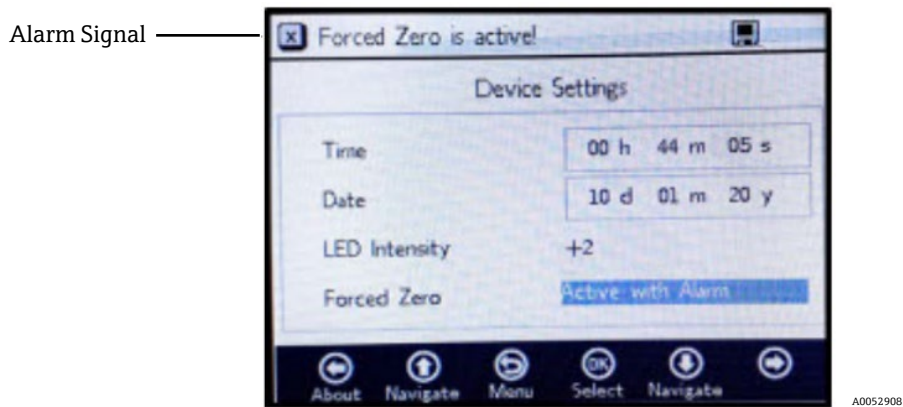 Alarm Signal
x Forced Zero is active!
Device Settings
Time 00 h 44 m 05 s
Date 10 d 01 m 20 y
LED Intensity +2
Forced Zero Active with Alarm
About Navigate Menu OK Select Navigate
A0052908